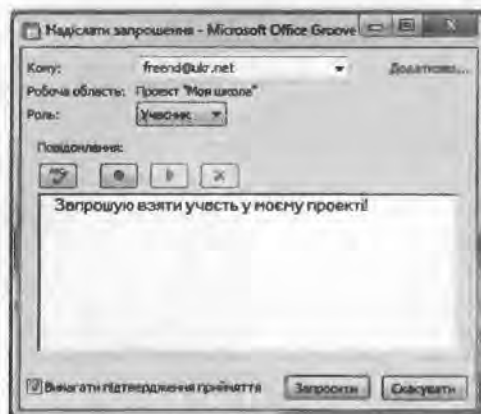 Надіслати запрошення - Microsoft Office Groove
Кому: freend@ukr.net Додатково...
Робоча область: Проект "Моя школа"
Роль: Учасник
Повідомлення:
Запрошую взяти участь у моєму проекті!
Вимагати підтвердження прийняття Запросити Скасувати